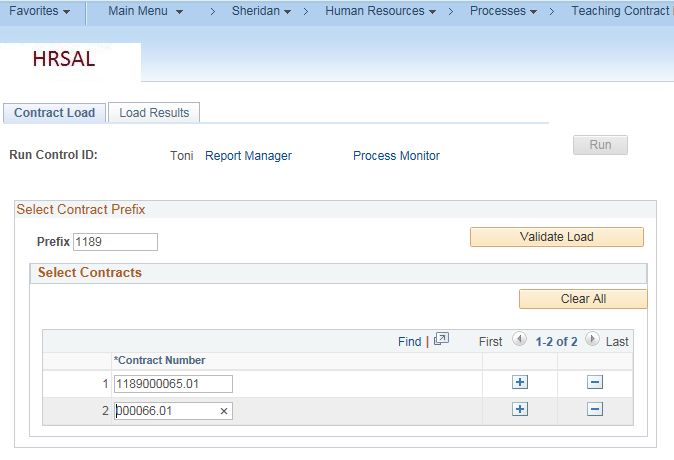 Favorites Main Menu > Sheridan > Human Resources > Processes > Teaching Contract
HRSAL
Contract Load Load Results
Run Control ID: Toni Report Manager Process Monitor Run
Select Contract Prefix
Prefix 1189 Validate Load
Select Contracts
Clear All
Find | First 1-2 of 2 Last
*Contract Number
1 1189000065.01 + −
2 000066.01 × + −